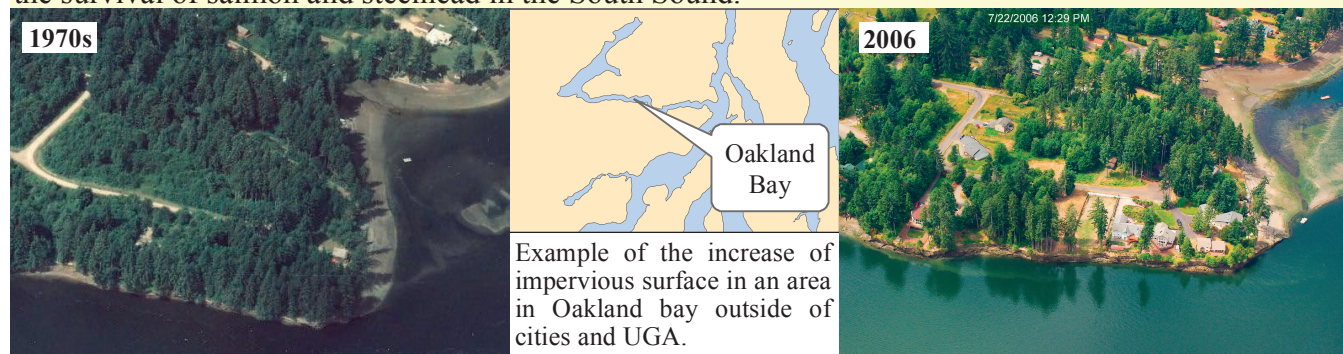 the survival of salmon and steelhead in the South Sound.
1970s
Oakland
Bay
Example of the increase of
impervious surface in an area
in Oakland bay outside of
cities and UGA.
7/22/2006 12:29 PM
2006